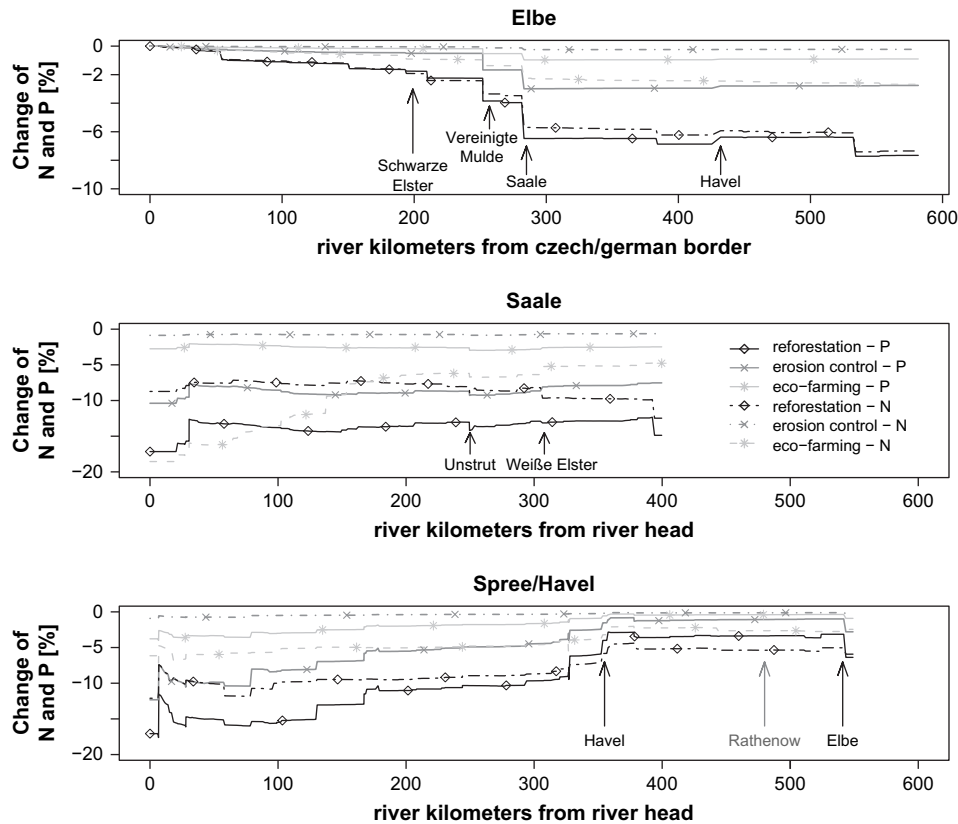 Elbe
Change of
N and P [%]
0
−2
−4
−6
−8
−10
Schwarze
Elster
Vereinigte
Mulde
Saale
Havel
0
100
200
300
400
500
600
river kilometers from czech/german border
Saale
Change of
N and P [%]
0
−5
−10
−15
−20
Unstrut
Weiße Elster
reforestation − P
erosion control − P
eco−farming − P
reforestation − N
erosion control − N
eco−farming − N
0
100
200
300
400
500
600
river kilometers from river head
Spree/Havel
Change of
N and P [%]
0
−5
−10
−15
−20
Havel
Rathenow
Elbe
0
100
200
300
400
500
600
river kilometers from river head